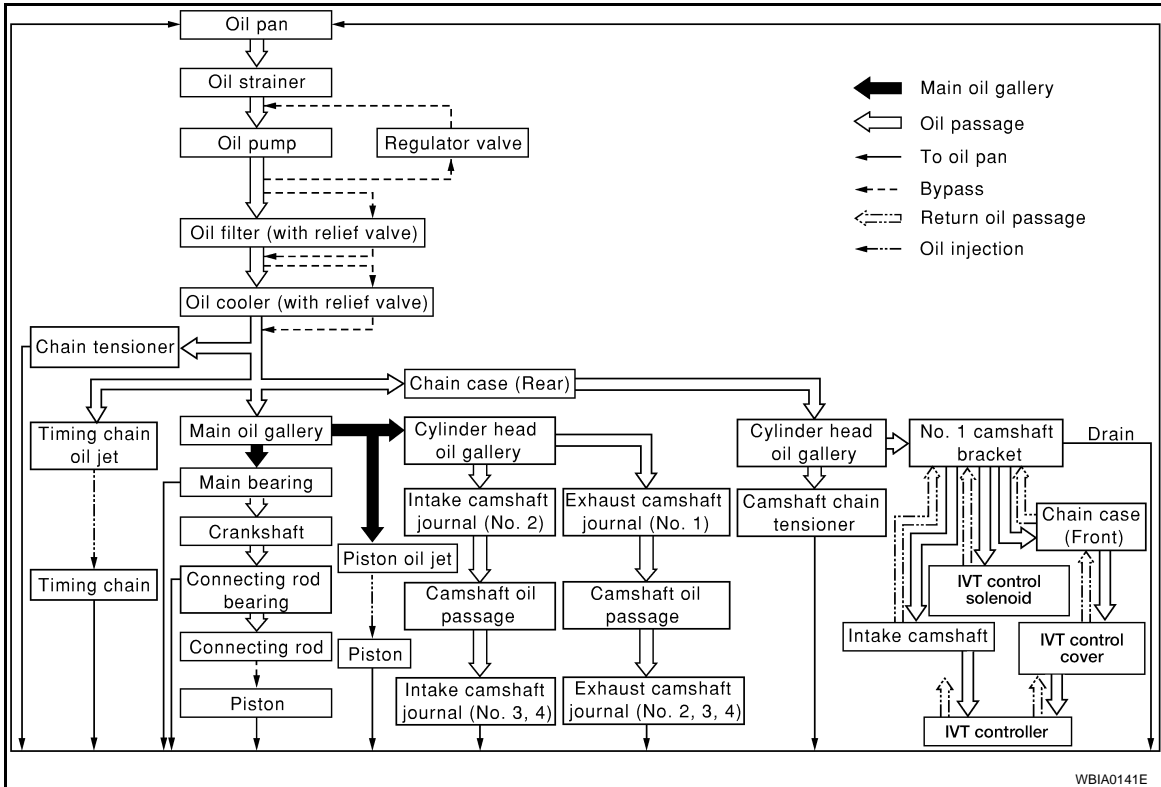 Oil pan
Oil strainer
Oil pump
Regulator valve
Oil filter (with relief valve)
Oil cooler (with relief valve)
Main oil gallery
Oil passage
To oil pan
Bypass
Return oil passage
Oil injection
Chain tensioner
Chain case (Rear)
Timing chain
oil jet
Main oil gallery
Cylinder head
oil gallery
Cylinder head
oil gallery
No. 1 camshaft
bracket
Drain
Main bearing
Intake camshaft
journal (No. 2)
Exhaust camshaft
journal (No. 1)
Camshaft chain
tensioner
Chain case
(Front)
Crankshaft
Piston oil jet
Timing chain
Connecting rod
bearing
Camshaft oil
passage
Camshaft oil
passage
IVT control
solenoid
Connecting rod
Piston
Intake camshaft
IVT control
cover
Piston
Intake camshaft
journal (No. 3, 4)
Exhaust camshaft
journal (No. 2, 3, 4)
IVT controller
WBIA0141E